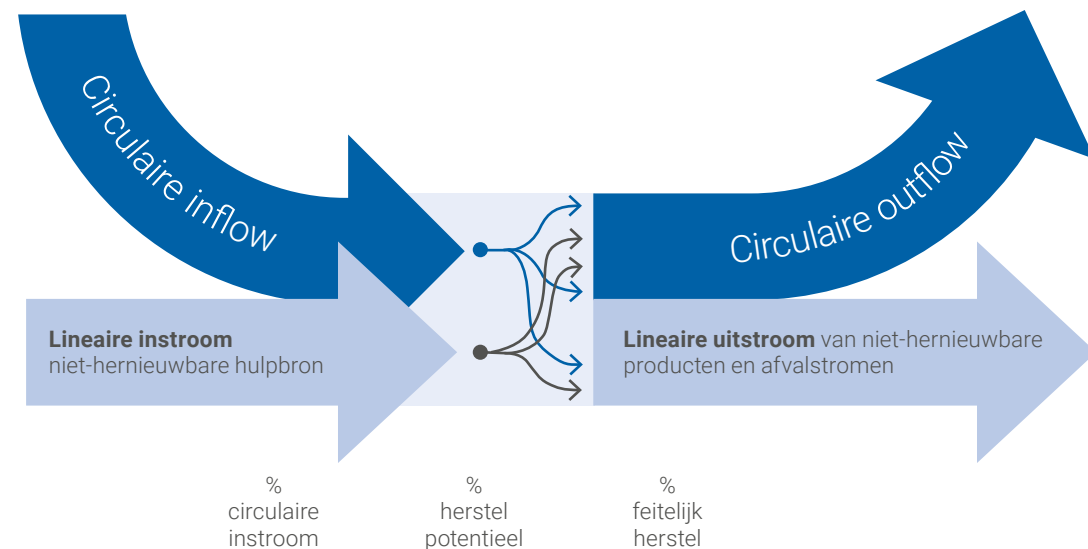 Circulaire inflow
Circulaire outflow
Lineaire instroom
niet-hernieuwbare hulpbron
Lineaire uitstroom van niet-hernieuwbare
producten en afvalstromen
%
circulaire
instroom
%
herstel
potentieel
%
feitelijk
herstel